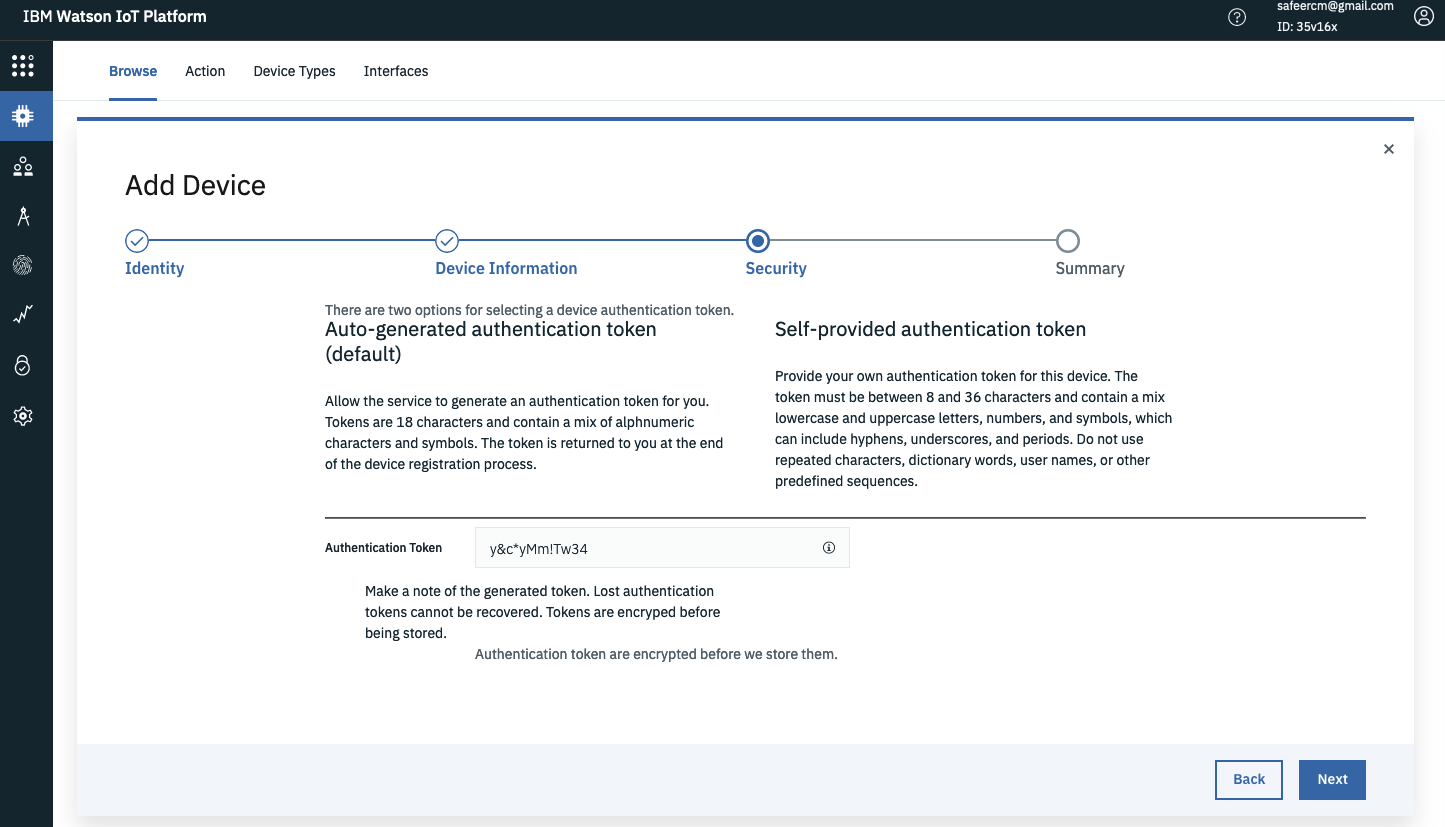 IBM Watson IoT Platform
safeercm@gmail.com
ID: 35v16x
Browse
Action
Device Types
Interfaces
Add Device
Identity
Device Information
Security
Summary
There are two options for selecting a device authentication token.
Auto-generated authentication token
(default)
Allow the service to generate an authentication token for you.
Tokens are 18 characters and contain a mix of alphnumeric
characters and symbols. The token is returned to you at the end
of the device registration process.
Self-provided authentication token
Provide your own authentication token for this device. The
token must be between 8 and 36 characters and contain a mix
lowercase and uppercase letters, numbers, and symbols, which
can include hyphens, underscores, and periods. Do not use
repeated characters, dictionary words, user names, or other
predefined sequences.
Authentication Token
y&c*yMm!Tw34
Make a note of the generated token. Lost authentication
tokens cannot be recovered. Tokens are encryped before
being stored.
Authentication token are encrypted before we store them.
Back
Next